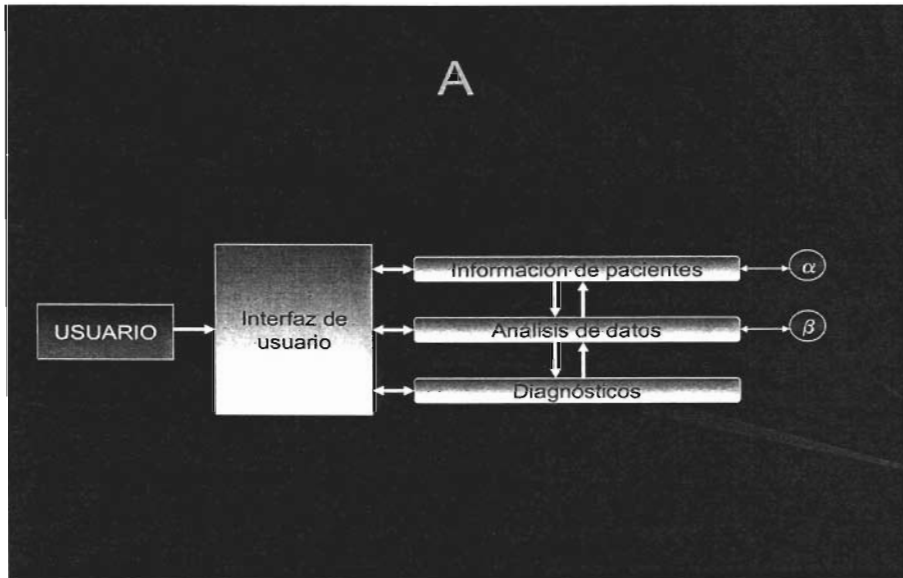 A
USUARIO
Interfaz de
usuario
Información de pacientes
Análisis de datos
Diagnósticos
α
β